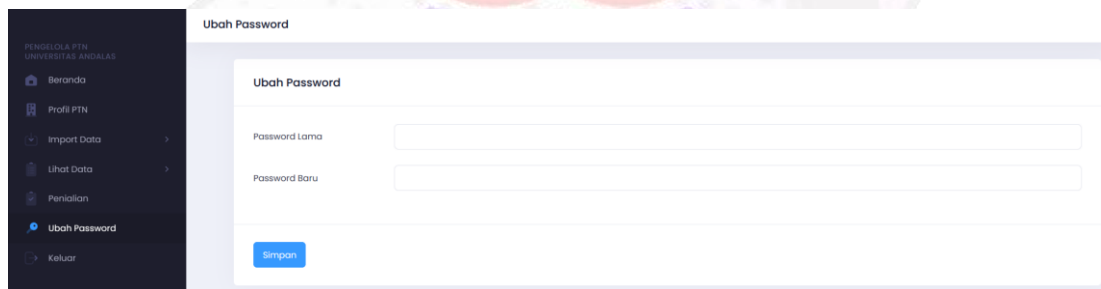 Ubah Password
PENGELOLA PTN
UNIVERSITAS ANDALAS
Beranda
Profil PTN
Import Data
Lihat Data
Penialian
Ubah Password
Keluar
Ubah Password
Password Lama
Password Baru
Simpan